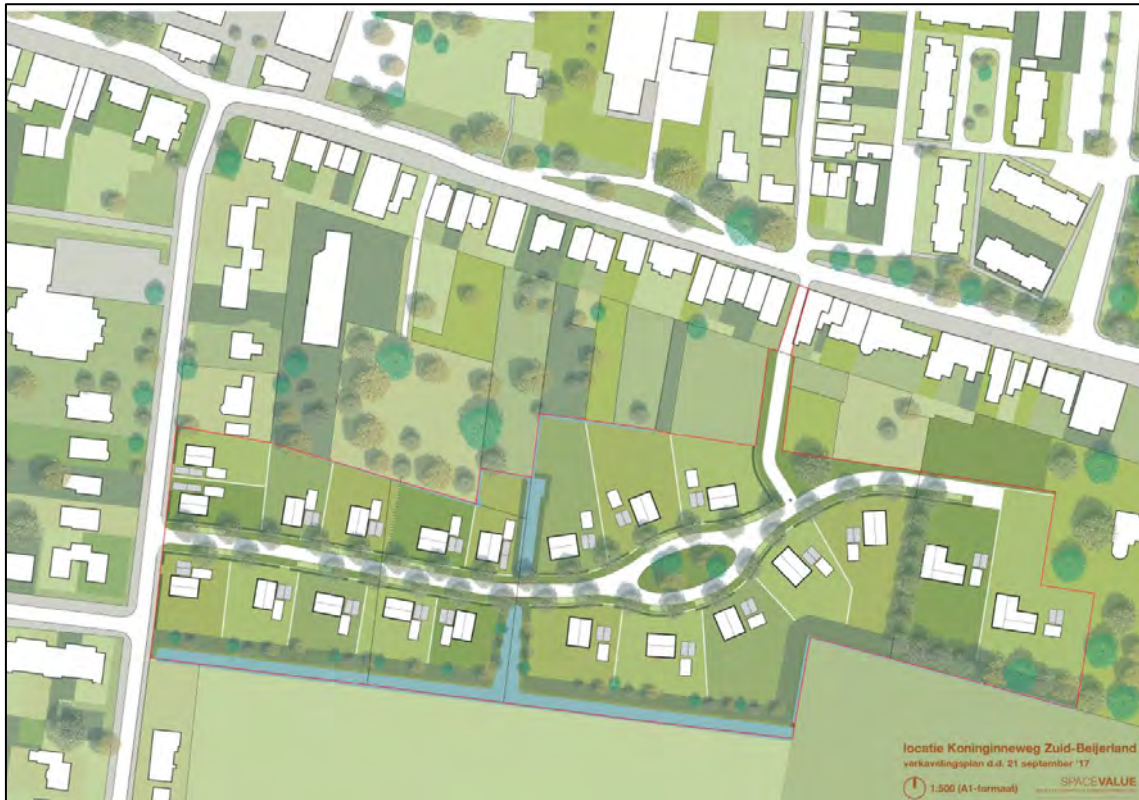 locatie Koninginneweg Zuid-Beijerland
verkavelingsplan d.d. 21 september '17
1:500 (A1-formaat)
SPACEVALUE